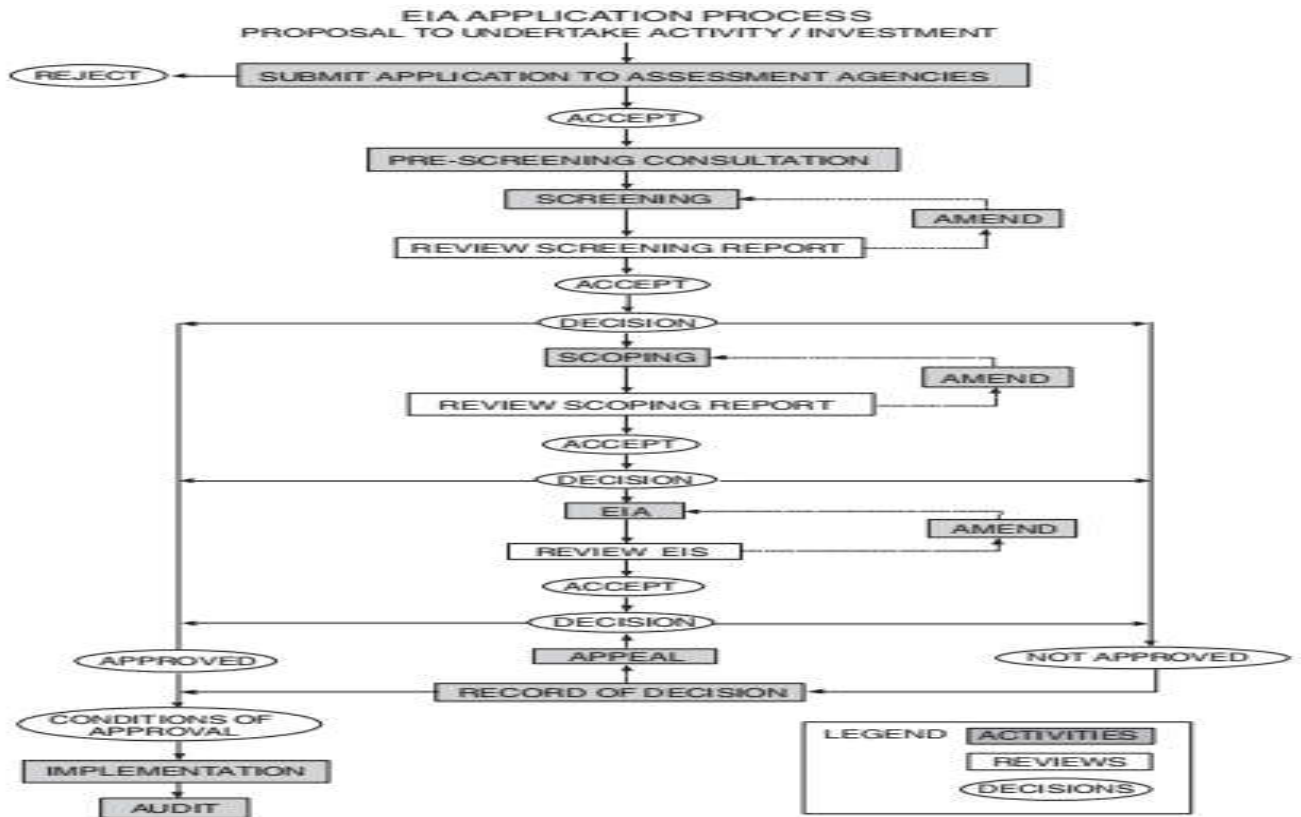 EIA APPLICATION PROCESS
PROPOSAL TO UNDERTAKE ACTIVITY / INVESTMENT
REJECT
SUBMIT APPLICATION TO ASSESSMENT AGENCIES
ACCEPT
PRE-SCREENING CONSULTATION
SCREENING
AMEND
REVIEW SCREENING REPORT
ACCEPT
DECISION
SCOPING
AMEND
REVIEW SCOPING REPORT
ACCEPT
DECISION
EIA
AMEND
REVIEW EIS
ACCEPT
DECISION
APPROVED
APPEAL
NOT APPROVED
RECORD OF DECISION
CONDITIONS OF
APPROVAL
IMPLEMENTATION
AUDIT
LEGEND
ACTIVITIES
REVIEWS
DECISIONS